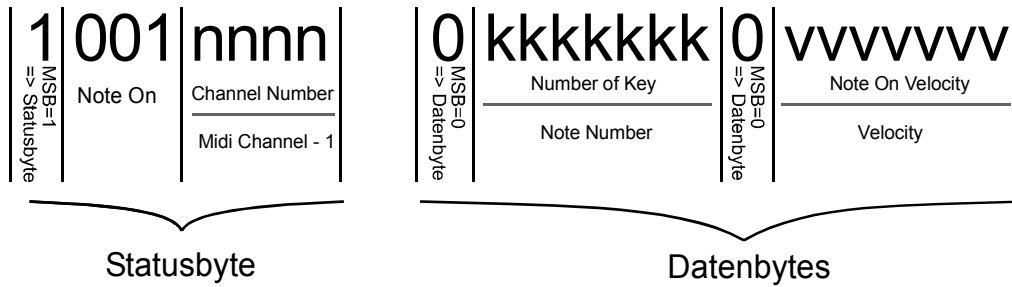 1 001 nnnn 0 kkkkkkk 0 vvvvvvv
MSB=1
=> Statusbyte
Note On
Channel Number
Midi Channel - 1
MSB=0
=> Datenbyte
Number of Key
Note Number
MSB=0
=> Datenbyte
Note On Velocity
Velocity
Statusbyte
Datenbytes